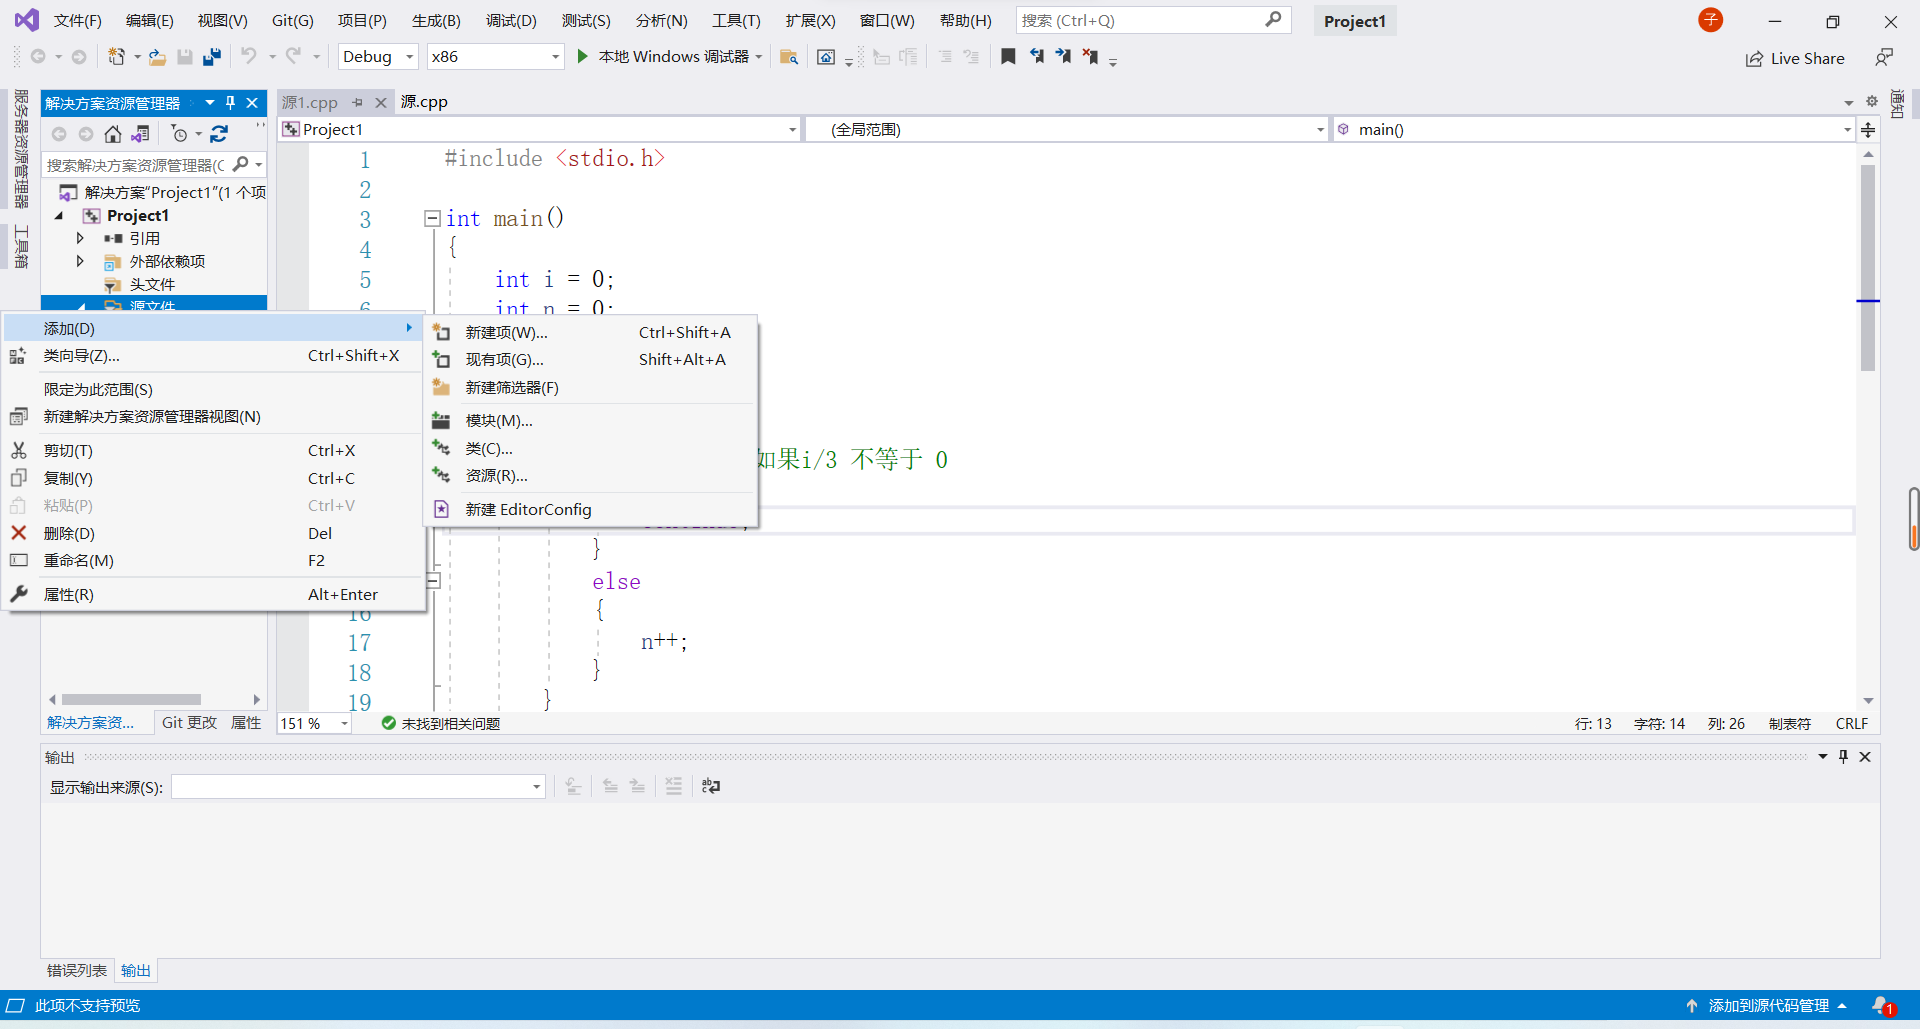 文件(F) 编辑(E) 视图(V) Git(G) 项目(P) 生成(B) 调试(D) 测试(S) 分析(N) 工具(T) 扩展(X) 窗口(W) 帮助(H) 搜索 (Ctrl+Q) Project1 子
Debug x86 本地 Windows 调试器 Live Share
服务器资源管理器
工具箱
解决方案资源管理器
搜索解决方案资源管理器(C
解决方案"Project1"(1 个项
Project1
引用
外部依赖项
头文件
源文件
源1.cpp 源.cpp
Project1 (全局范围) main()
通知
1 #include <stdio.h>
2
3 int main()
4 {
5 int i = 0;
6 int n = 0;
添加(D)
类向导(Z)... Ctrl+Shift+X
限定为此范围(S)
新建解决方案资源管理器视图(N)
剪切(T) Ctrl+X
复制(Y) Ctrl+C
粘贴(P) Ctrl+V
删除(D) Del
重命名(M) F2
属性(R) Alt+Enter
新建项(W)... Ctrl+Shift+A
现有项(G)... Shift+Alt+A
新建筛选器(F)
模块(M)...
类(C)...
资源(R)...
新建 EditorConfig
如果i/3 不等于 0
}
else
16 {
17 n++;
18 }
19 }
解决方案资... Git 更改 属性 151 % 未找到相关问题 行: 13 字符: 14 列: 26 制表符 CRLF
输出
显示输出来源(S):
错误列表 输出
此项不支持预览 添加到源代码管理 1